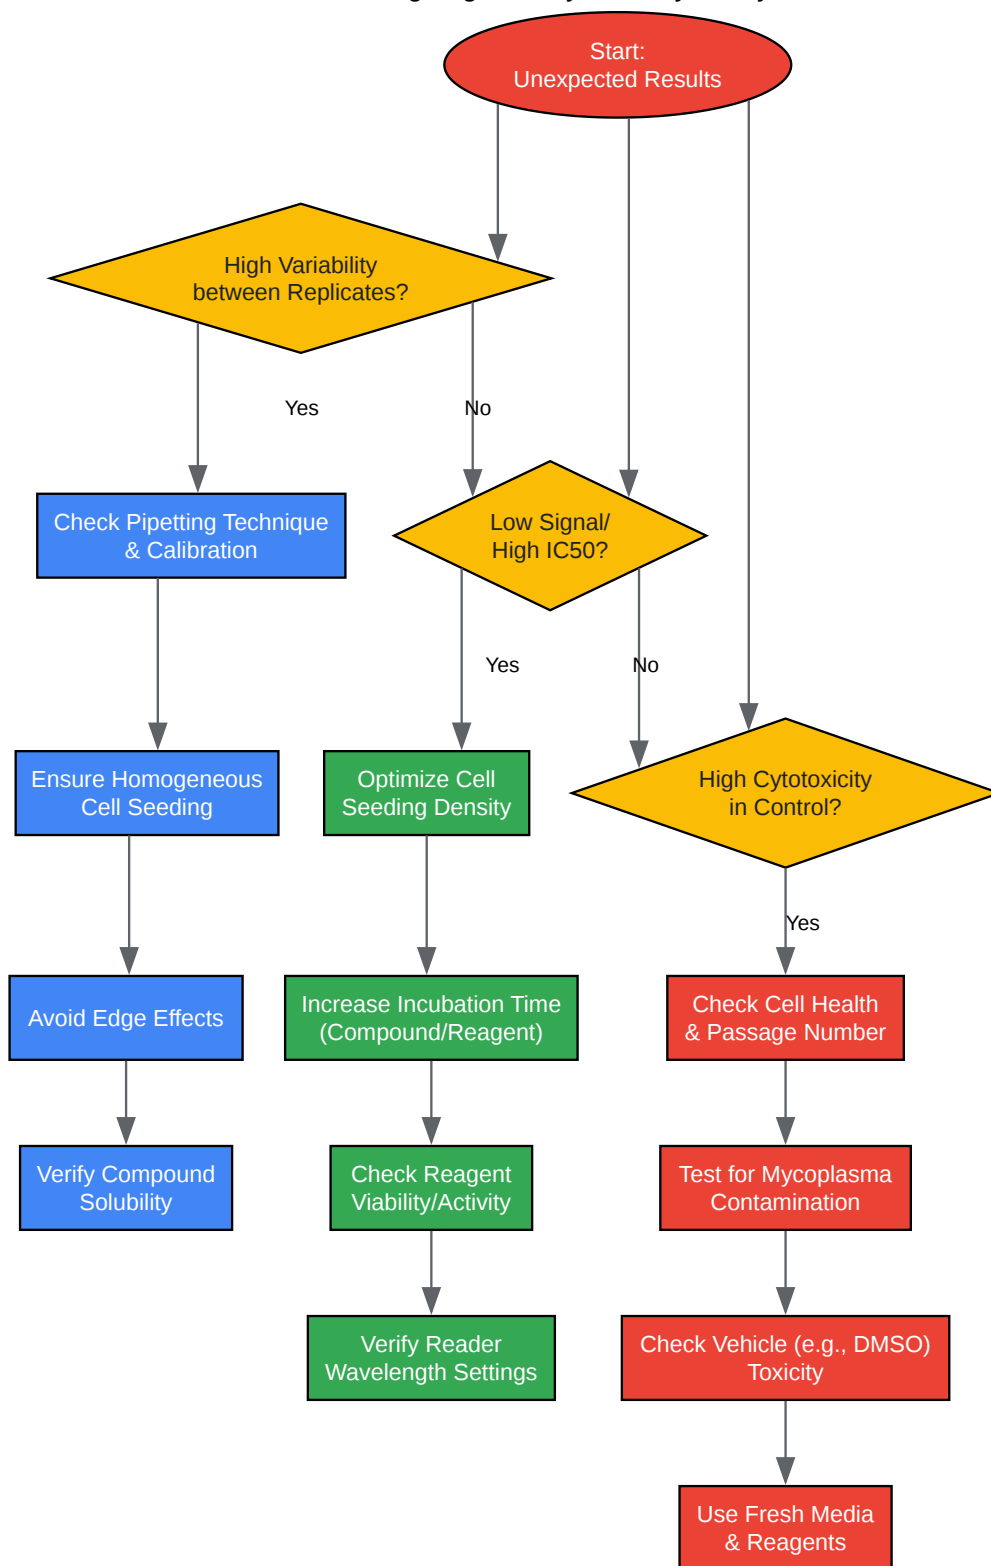 Start:
Unexpected Results
High Variability
between Replicates?
Yes
No
Check Pipetting Technique
& Calibration
Low Signal/
High IC50?
Yes
No
Ensure Homogeneous
Cell Seeding
Optimize Cell
Seeding Density
High Cytotoxicity
in Control?
Yes
Avoid Edge Effects
Increase Incubation Time
(Compound/Reagent)
Check Cell Health
& Passage Number
Verify Compound
Solubility
Check Reagent
Viability/Activity
Test for Mycoplasma
Contamination
Verify Reader
Wavelength Settings
Check Vehicle (e.g., DMSO)
Toxicity
Use Fresh Media
& Reagents